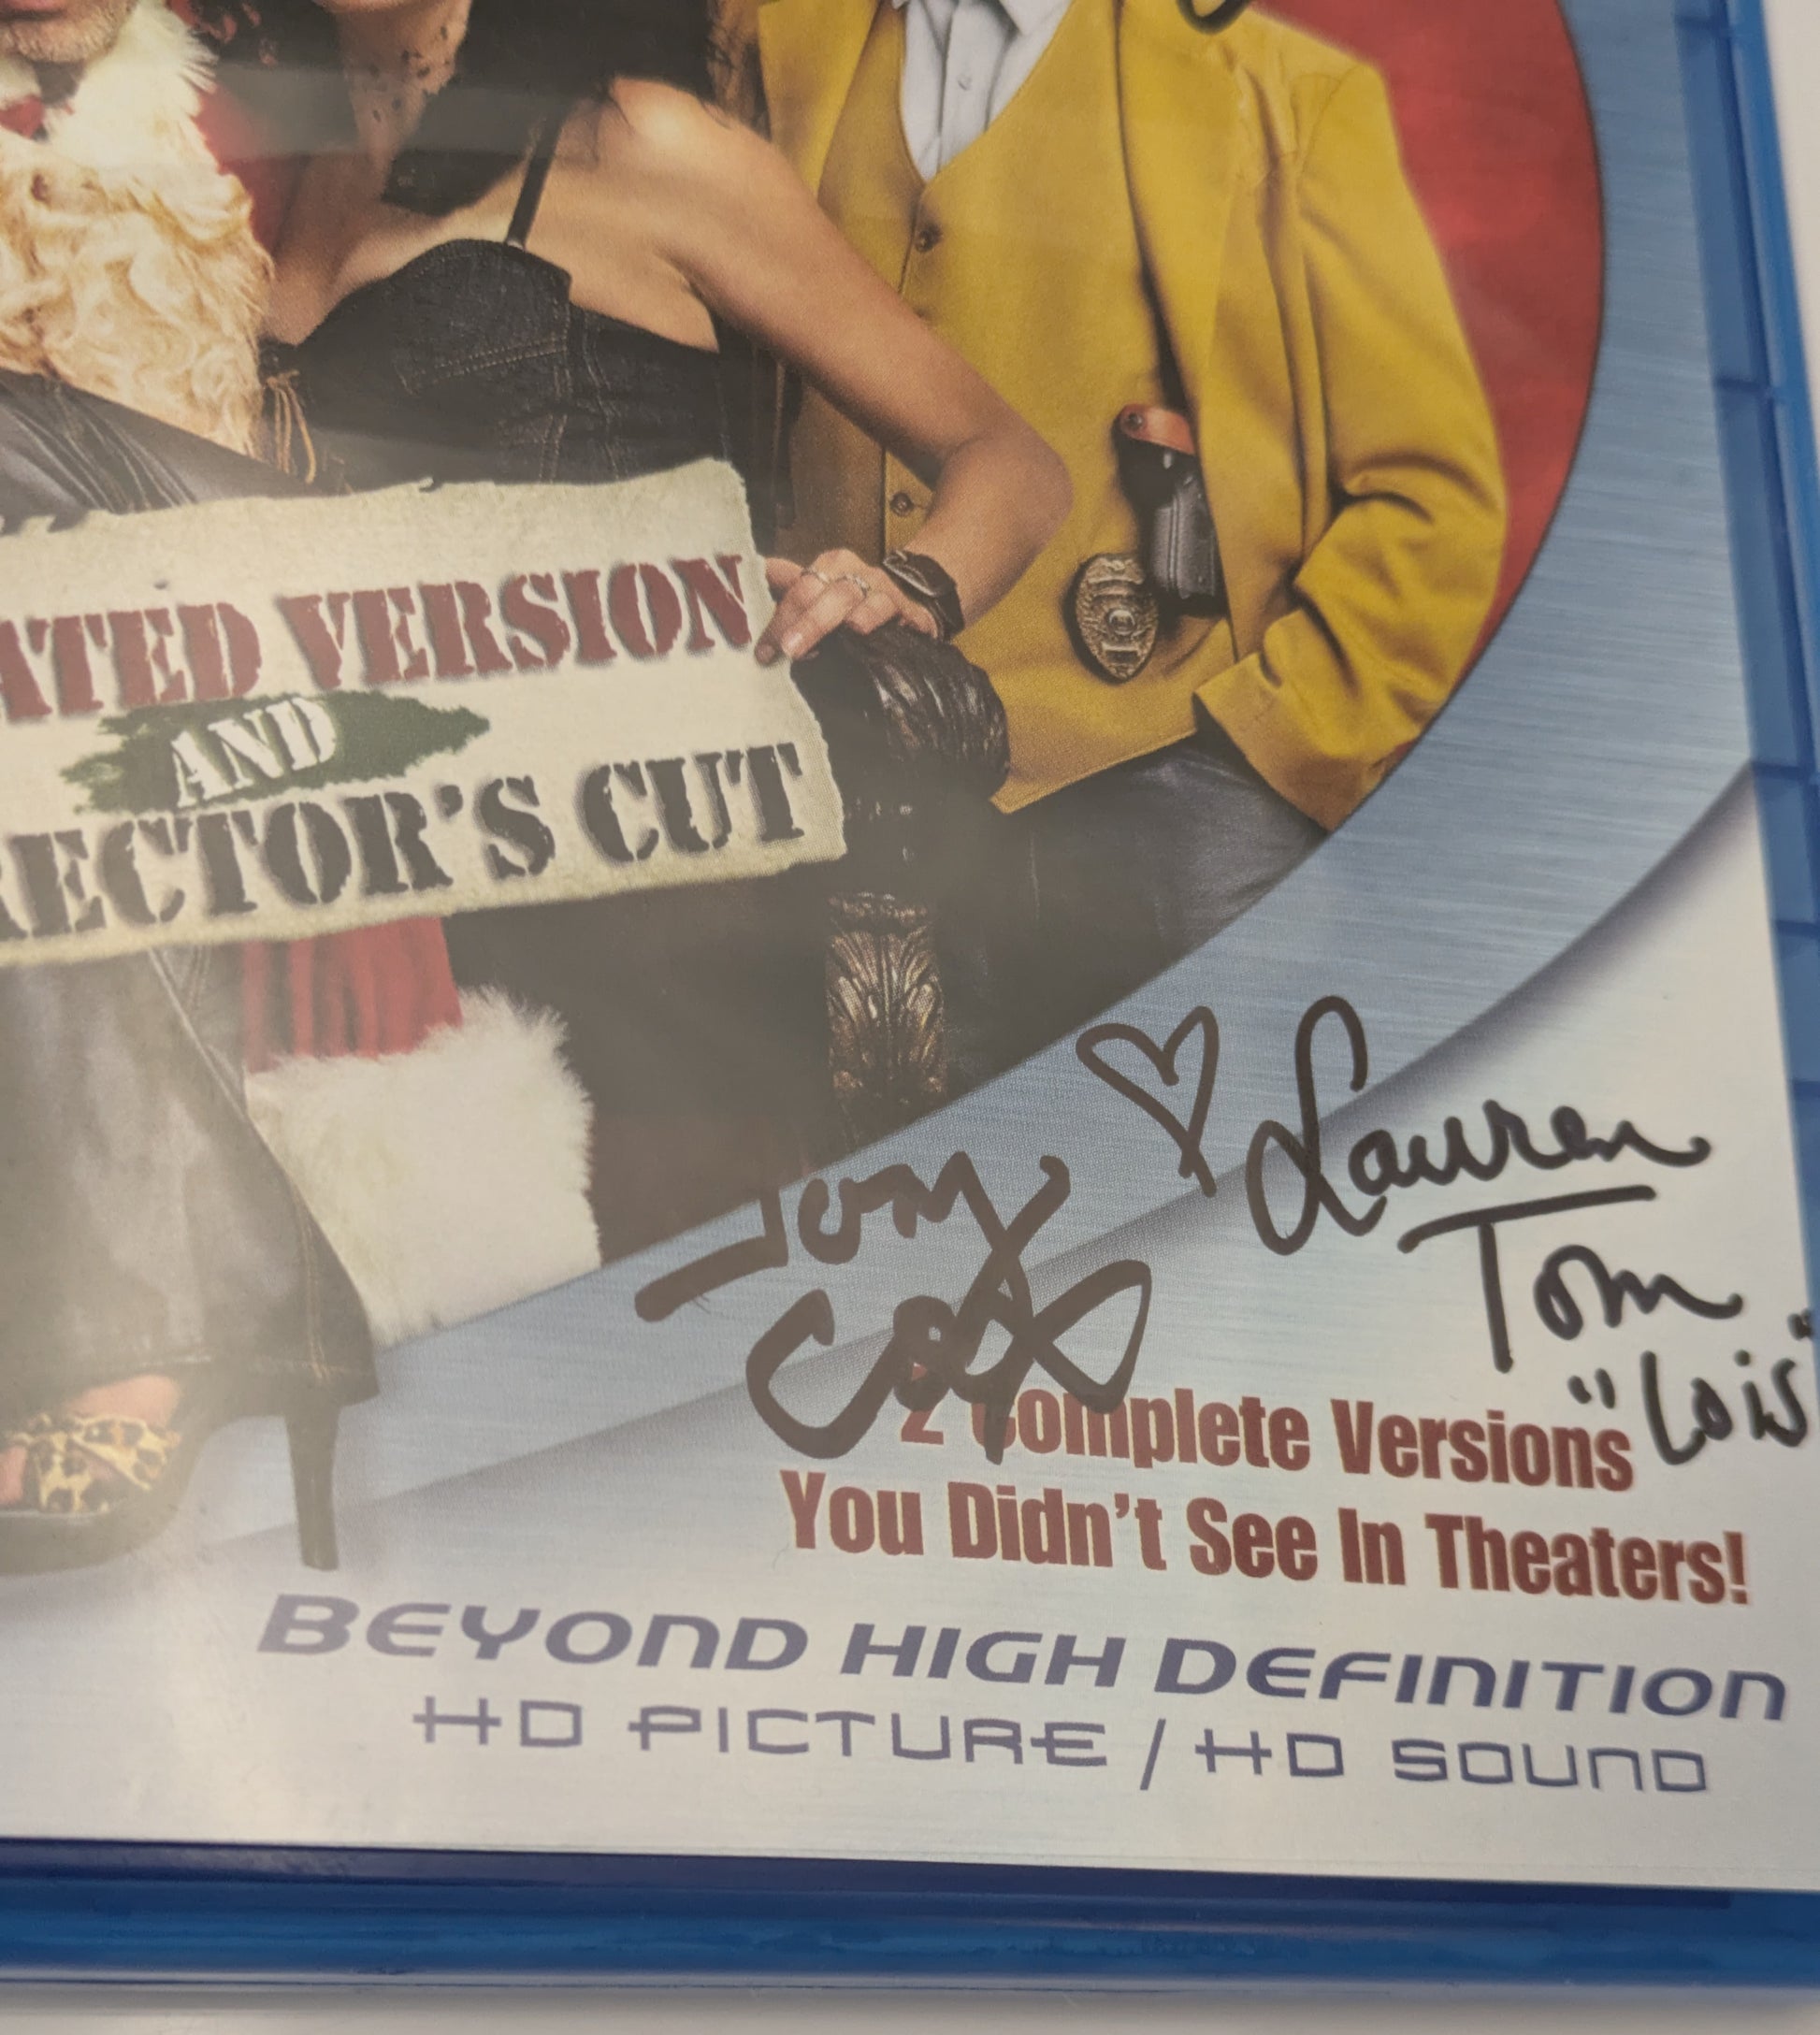 ATED VERSION
AND
RECTOR'S CUT
Tony
Cox
♡ Lauren
Tom
"Lois"
2 Complete Versions
You Didn't See In Theaters!
BEYOND HIGH DEFINITION
HD PICTURE / HD SOUND